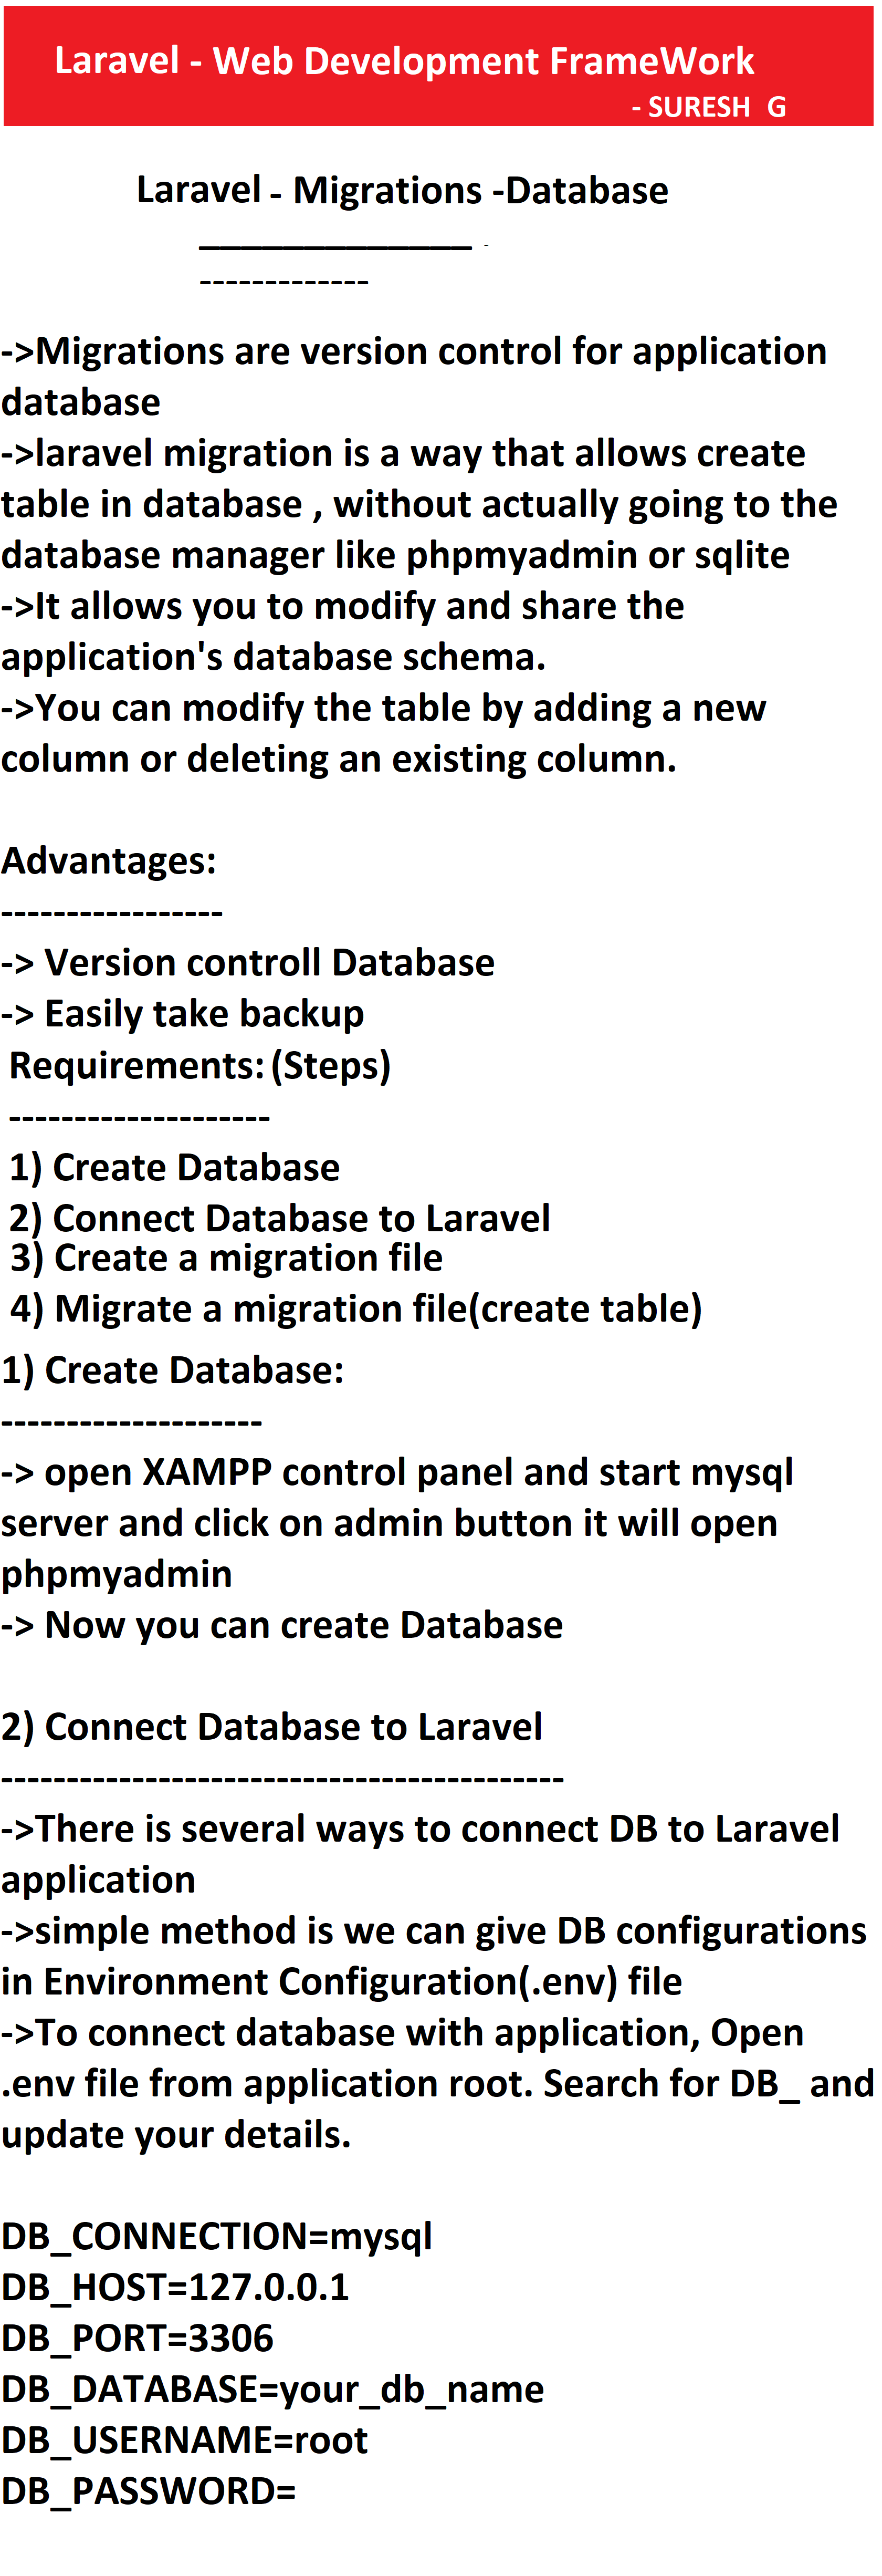 Laravel - Web Development FrameWork
- SURESH G
Laravel - Migrations -Database
_____________ -
-------------
->Migrations are version control for application
database
->laravel migration is a way that allows create
table in database , without actually going to the
database manager like phpmyadmin or sqlite
->It allows you to modify and share the
application's database schema.
->You can modify the table by adding a new
column or deleting an existing column.
Advantages:
-----------------
-> Version controll Database
-> Easily take backup
Requirements: (Steps)
--------------------
1) Create Database
2) Connect Database to Laravel
3) Create a migration file
4) Migrate a migration file(create table)
1) Create Database:
--------------------
-> open XAMPP control panel and start mysql
server and click on admin button it will open
phpmyadmin
-> Now you can create Database
2) Connect Database to Laravel
-------------------------------------------
->There is several ways to connect DB to Laravel
application
->simple method is we can give DB configurations
in Environment Configuration(.env) file
->To connect database with application, Open
.env file from application root. Search for DB_ and
update your details.
DB_CONNECTION=mysql
DB_HOST=127.0.0.1
DB_PORT=3306
DB_DATABASE=your_db_name
DB_USERNAME=root
DB_PASSWORD=